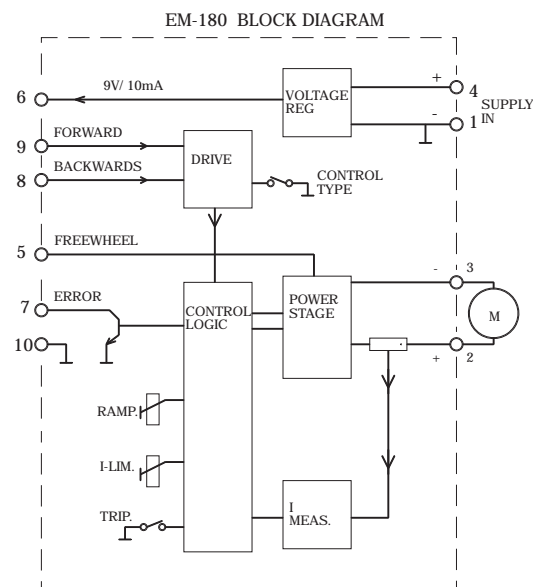 EM-180 BLOCK DIAGRAM
9V/ 10mA
6
VOLTAGE
REG
+
4
SUPPLY
IN
-
1
9
FORWARD
8
BACKWARDS
DRIVE
CONTROL
TYPE
5
FREEWHEEL
7
ERROR
10
CONTROL
LOGIC
POWER
STAGE
-
3
M
+
2
RAMP.
I-LIM.
TRIP.
I
MEAS.